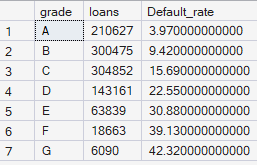 grade loans Default_rate
1 A 210627 3.970000000000
2 B 300475 9.420000000000
3 C 304852 15.690000000000
4 D 143161 22.550000000000
5 E 63839 30.880000000000
6 F 18663 39.130000000000
7 G 6090 42.320000000000